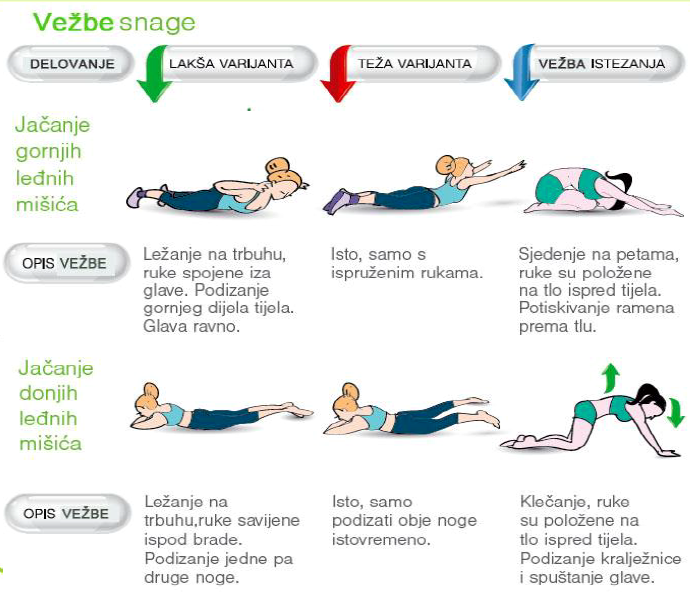 Vežbe snage
DELOVANJE
LAKŠA VARIJANTA
TEŽA VARIJANTA
VEŽBA ISTEZANJA
Jačanje
gornjih
leđnih
mišića
OPIS VEŽBE
Ležanje na trbuhu,
ruke spojene iza
glave. Podizanje
gornjeg dijela tijela.
Glava ravno.
Isto, samo s
ispruženim rukama.
Sjedenje na petama,
ruke su položene
na tlo ispred tijela.
Potiskivanje ramena
prema tlu.
Jačanje
donjih
leđnih
mišića
OPIS VEŽBE
Ležanje na
trbuhu,ruke savijene
ispod brade.
Podizanje jedne pa
druge noge.
Isto, samo
podizati obje noge
istovremeno.
Klečanje, ruke
su položene na
tlo ispred tijela.
Podizanje kralježnice
i spuštanje glave.